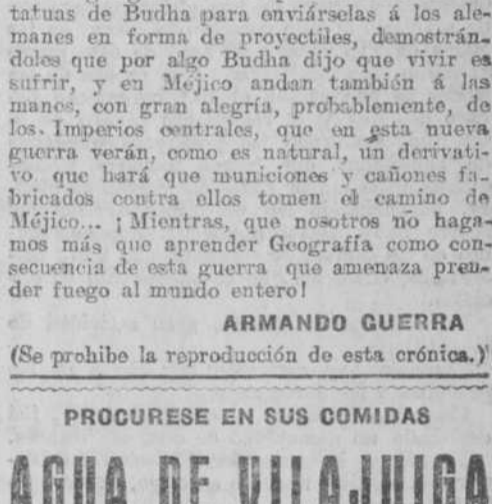 tatuas de Budha para enviárselas á los ale-
manes en forma de proyectiles, demostrán-
doles que por algo Budha dijo que vivir es
sufrir, y en Méjico andan también á las
manos, con gran alegría, probablemente, de
los Imperios centrales, que en esta nueva
guerra verán, como es natural, un derivati-
vo que hará que municiones y cañones fa-
bricados contra ellos tomen el camino de
Méjico... ¡Mientras, que nosotros no haga-
mos más que aprender Geografía como con-
secuencia de esta guerra que amenaza pren-
der fuego al mundo entero!
ARMANDO GUERRA
(Se prohibe la reproducción de esta crónica.)
PROCURESE EN SUS COMIDAS
AGUA DE VILAJUIGA